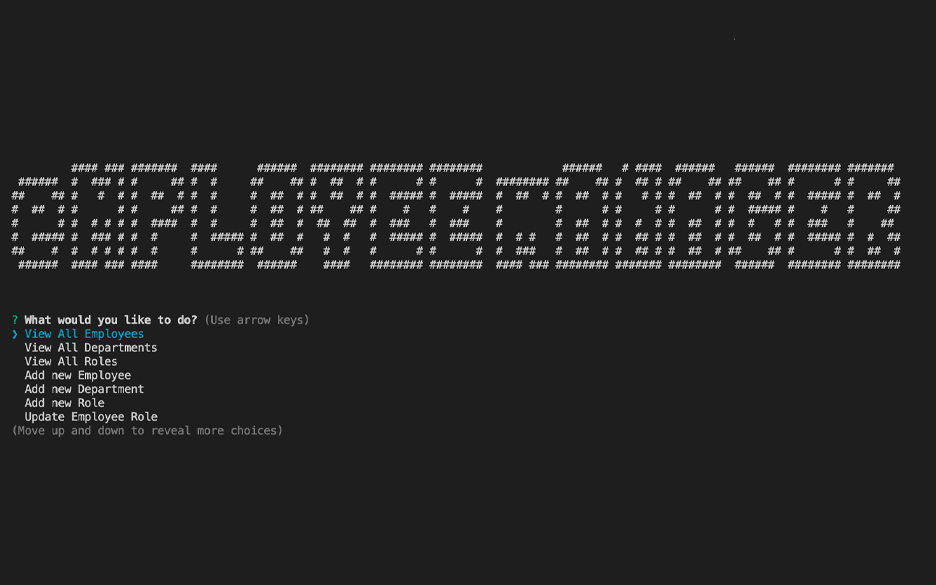 eMPLOYEE mANAGER
? What would you like to do? (Use arrow keys)
❯ View All Employees
View All Departments
View All Roles
Add new Employee
Add new Department
Add new Role
Update Employee Role
(Move up and down to reveal more choices)